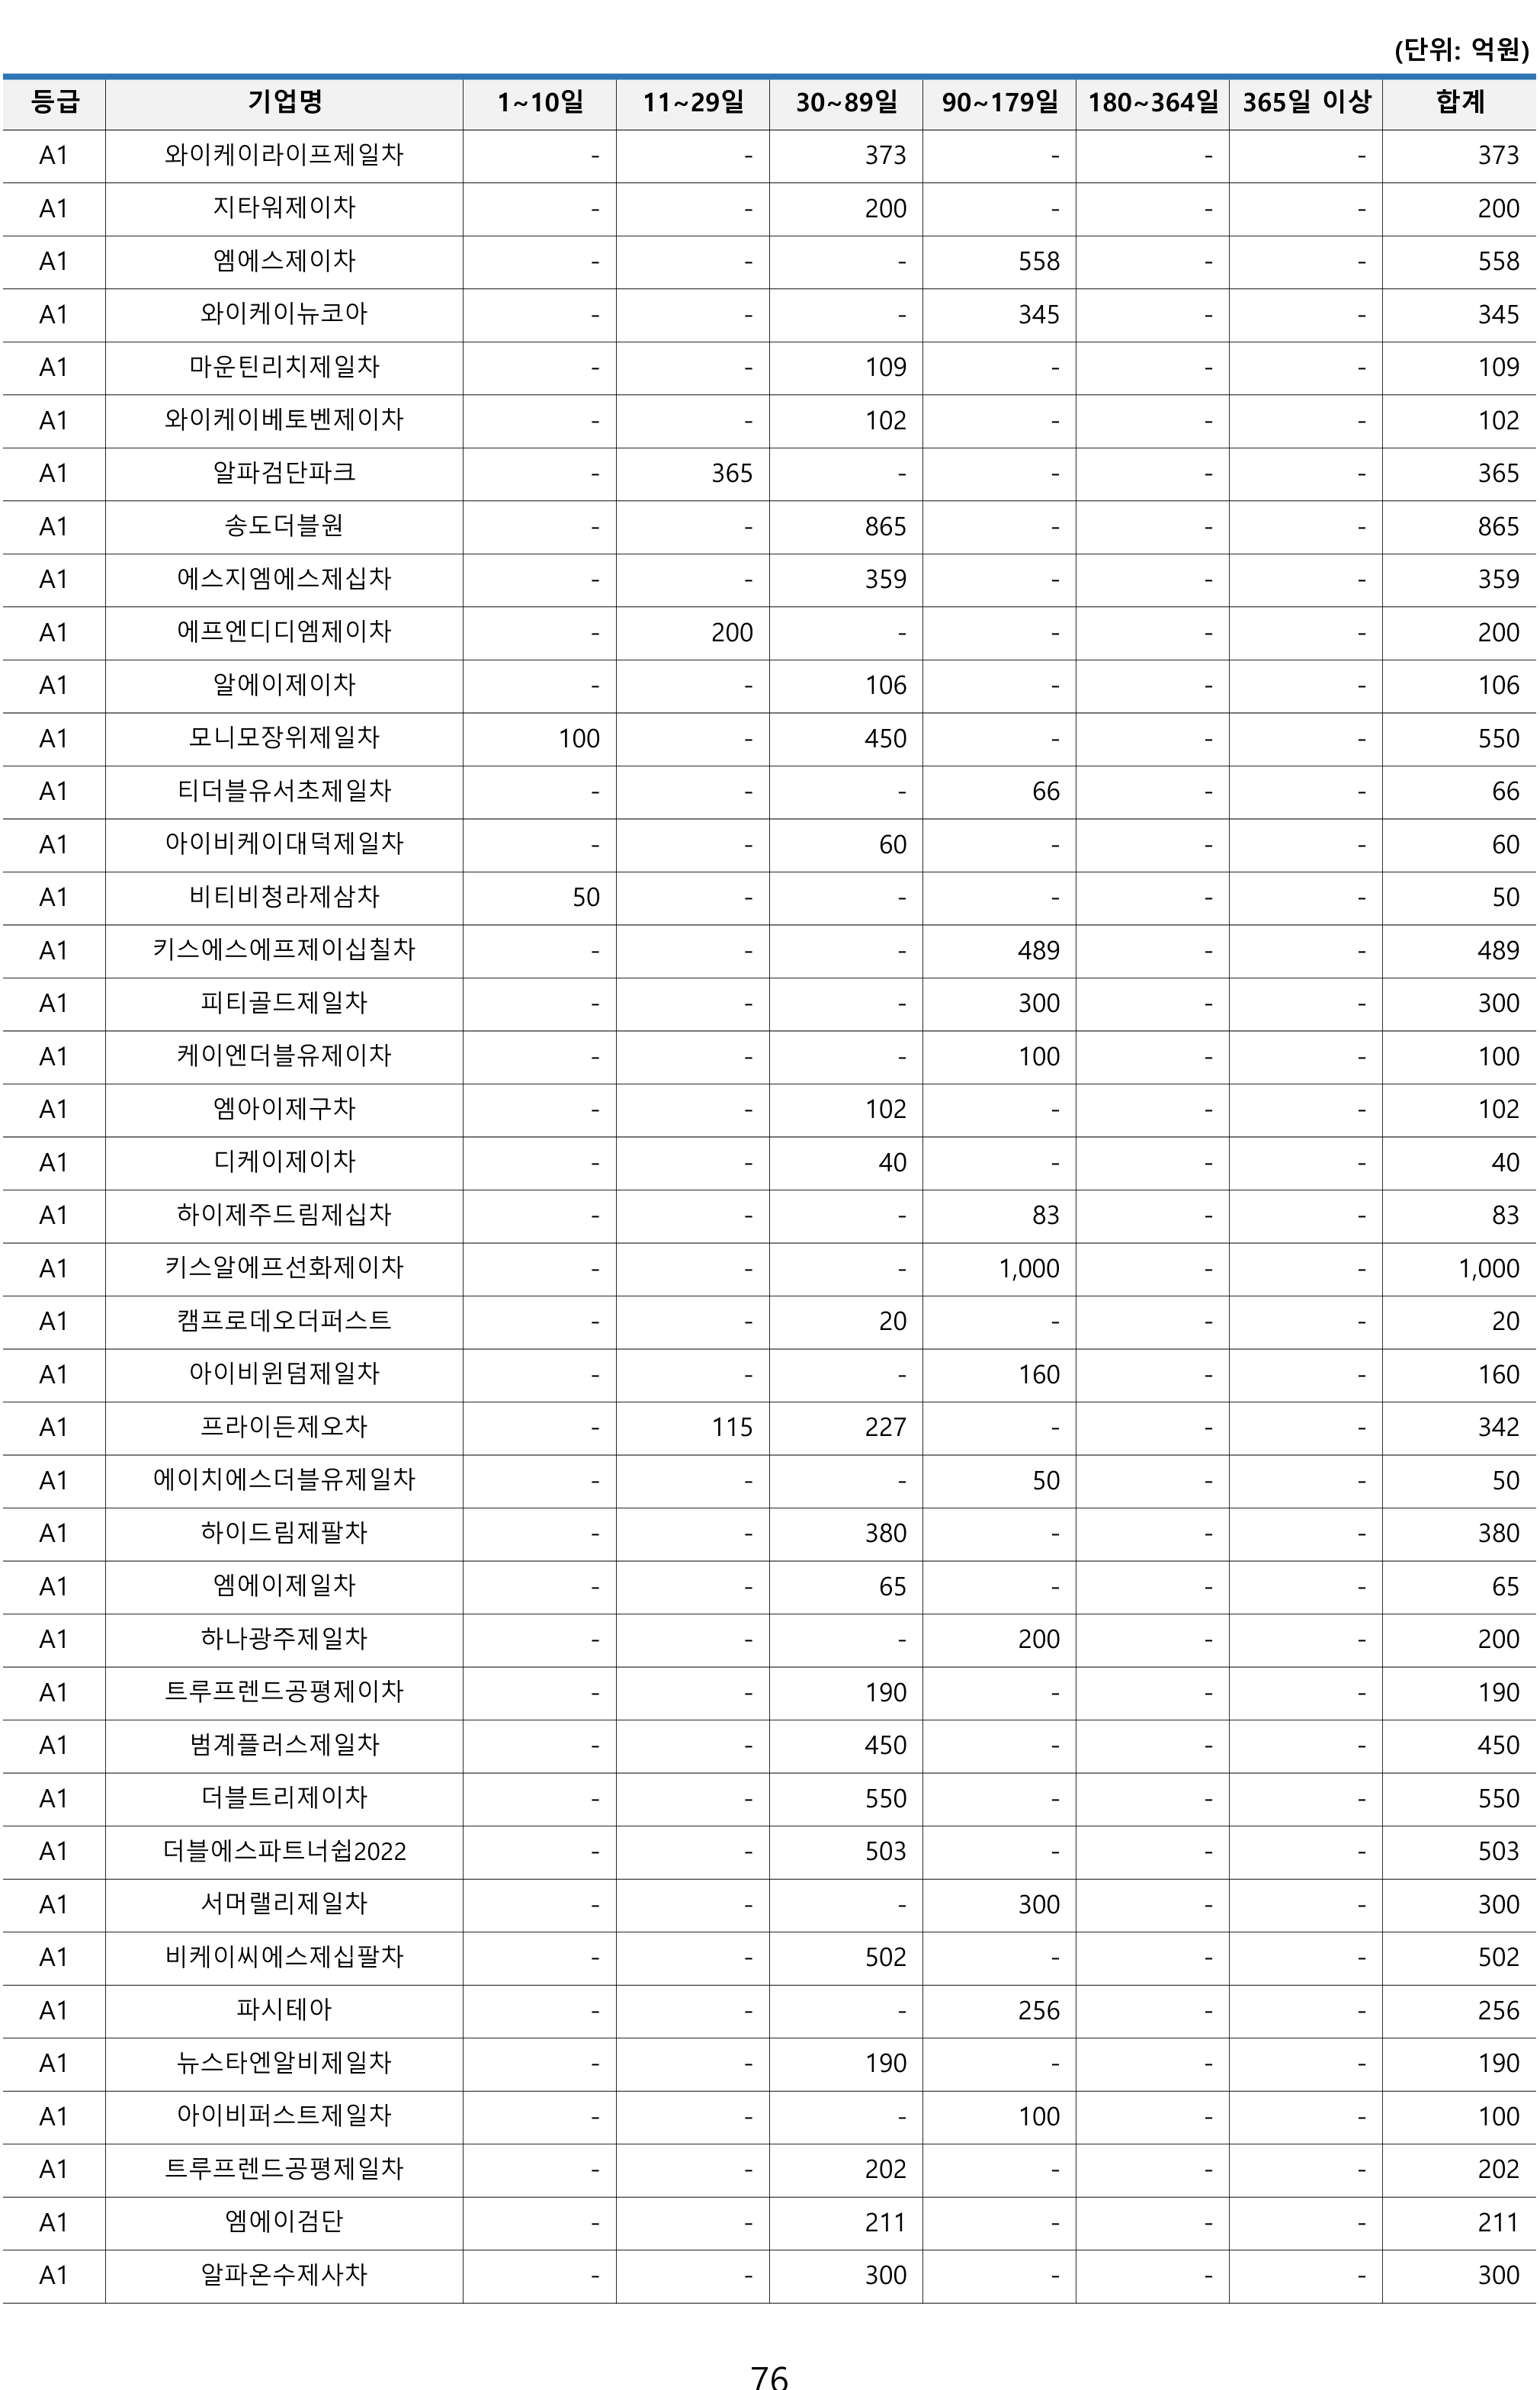 (단위: 억원)
등급 기업명 1~10일 11~29일 30~89일 90~179일 180~364일 365일 이상 합계
A1 와이케이라이프제일차 - - 373 - - - 373
A1 지타워제이차 - - 200 - - - 200
A1 엠에스제이차 - - - 558 - - 558
A1 와이케이뉴코아 - - - 345 - - 345
A1 마운틴리치제일차 - - 109 - - - 109
A1 와이케이베토벤제이차 - - 102 - - - 102
A1 알파검단파크 - 365 - - - - 365
A1 송도더블원 - - 865 - - - 865
A1 에스지엠에스제십차 - - 359 - - - 359
A1 에프엔디디엠제이차 - 200 - - - - 200
A1 알에이제이차 - - 106 - - - 106
A1 모니모장위제일차 100 - 450 - - - 550
A1 티더블유서초제일차 - - - 66 - - 66
A1 아이비케이대덕제일차 - - 60 - - - 60
A1 비티비청라제삼차 50 - - - - - 50
A1 키스에스에프제이십칠차 - - - 489 - - 489
A1 피티골드제일차 - - - 300 - - 300
A1 케이엔더블유제이차 - - - 100 - - 100
A1 엠아이제구차 - - 102 - - - 102
A1 디케이제이차 - - 40 - - - 40
A1 하이제주드림제십차 - - - 83 - - 83
A1 키스알에프선화제이차 - - - 1,000 - - 1,000
A1 캠프로데오더퍼스트 - - 20 - - - 20
A1 아이비윈덤제일차 - - - 160 - - 160
A1 프라이든제오차 - 115 227 - - - 342
A1 에이치에스더블유제일차 - - - 50 - - 50
A1 하이드림제팔차 - - 380 - - - 380
A1 엠에이제일차 - - 65 - - - 65
A1 하나광주제일차 - - - 200 - - 200
A1 트루프렌드공평제이차 - - 190 - - - 190
A1 범계플러스제일차 - - 450 - - - 450
A1 더블트리제이차 - - 550 - - - 550
A1 더블에스파트너쉽2022 - - 503 - - - 503
A1 서머랠리제일차 - - - 300 - - 300
A1 비케이씨에스제십팔차 - - 502 - - - 502
A1 파시테아 - - - 256 - - 256
A1 뉴스타엔알비제일차 - - 190 - - - 190
A1 아이비퍼스트제일차 - - - 100 - - 100
A1 트루프렌드공평제일차 - - 202 - - - 202
A1 엠에이검단 - - 211 - - - 211
A1 알파온수제사차 - - 300 - - - 300
76